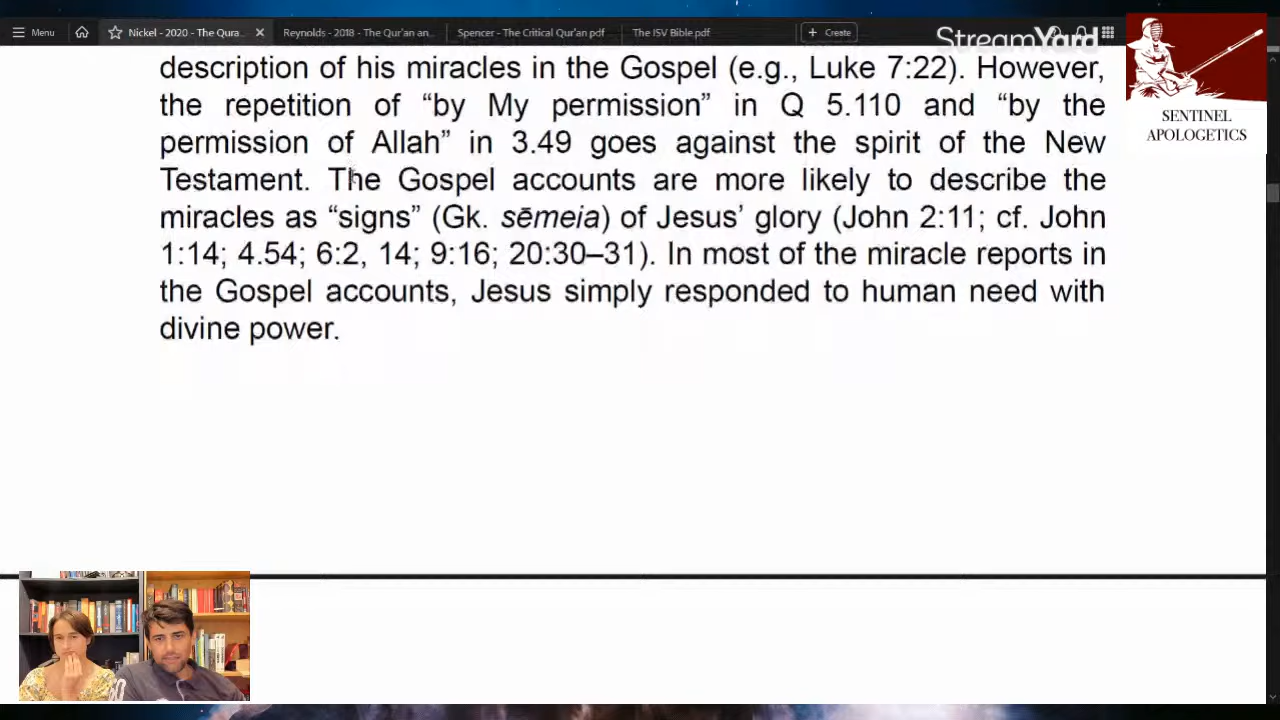 Menu
Nickel - 2020 - The Qura...
Reynolds - 2018 - The Qur'an an...
Spencer - The Critical Qur'an pdf
The ISV Bible pdf
Create
StreamYard
description of his miracles in the Gospel (e.g., Luke 7:22). However,
the repetition of “by My permission” in Q 5.110 and “by the
permission of Allah” in 3.49 goes against the spirit of the New
Testament. The Gospel accounts are more likely to describe the
miracles as “signs” (Gk. sēmeia) of Jesus’ glory (John 2:11; cf. John
1:14; 4.54; 6:2, 14; 9:16; 20:30–31). In most of the miracle reports in
the Gospel accounts, Jesus simply responded to human need with
divine power.
SENTINEL
APOLOGETICS